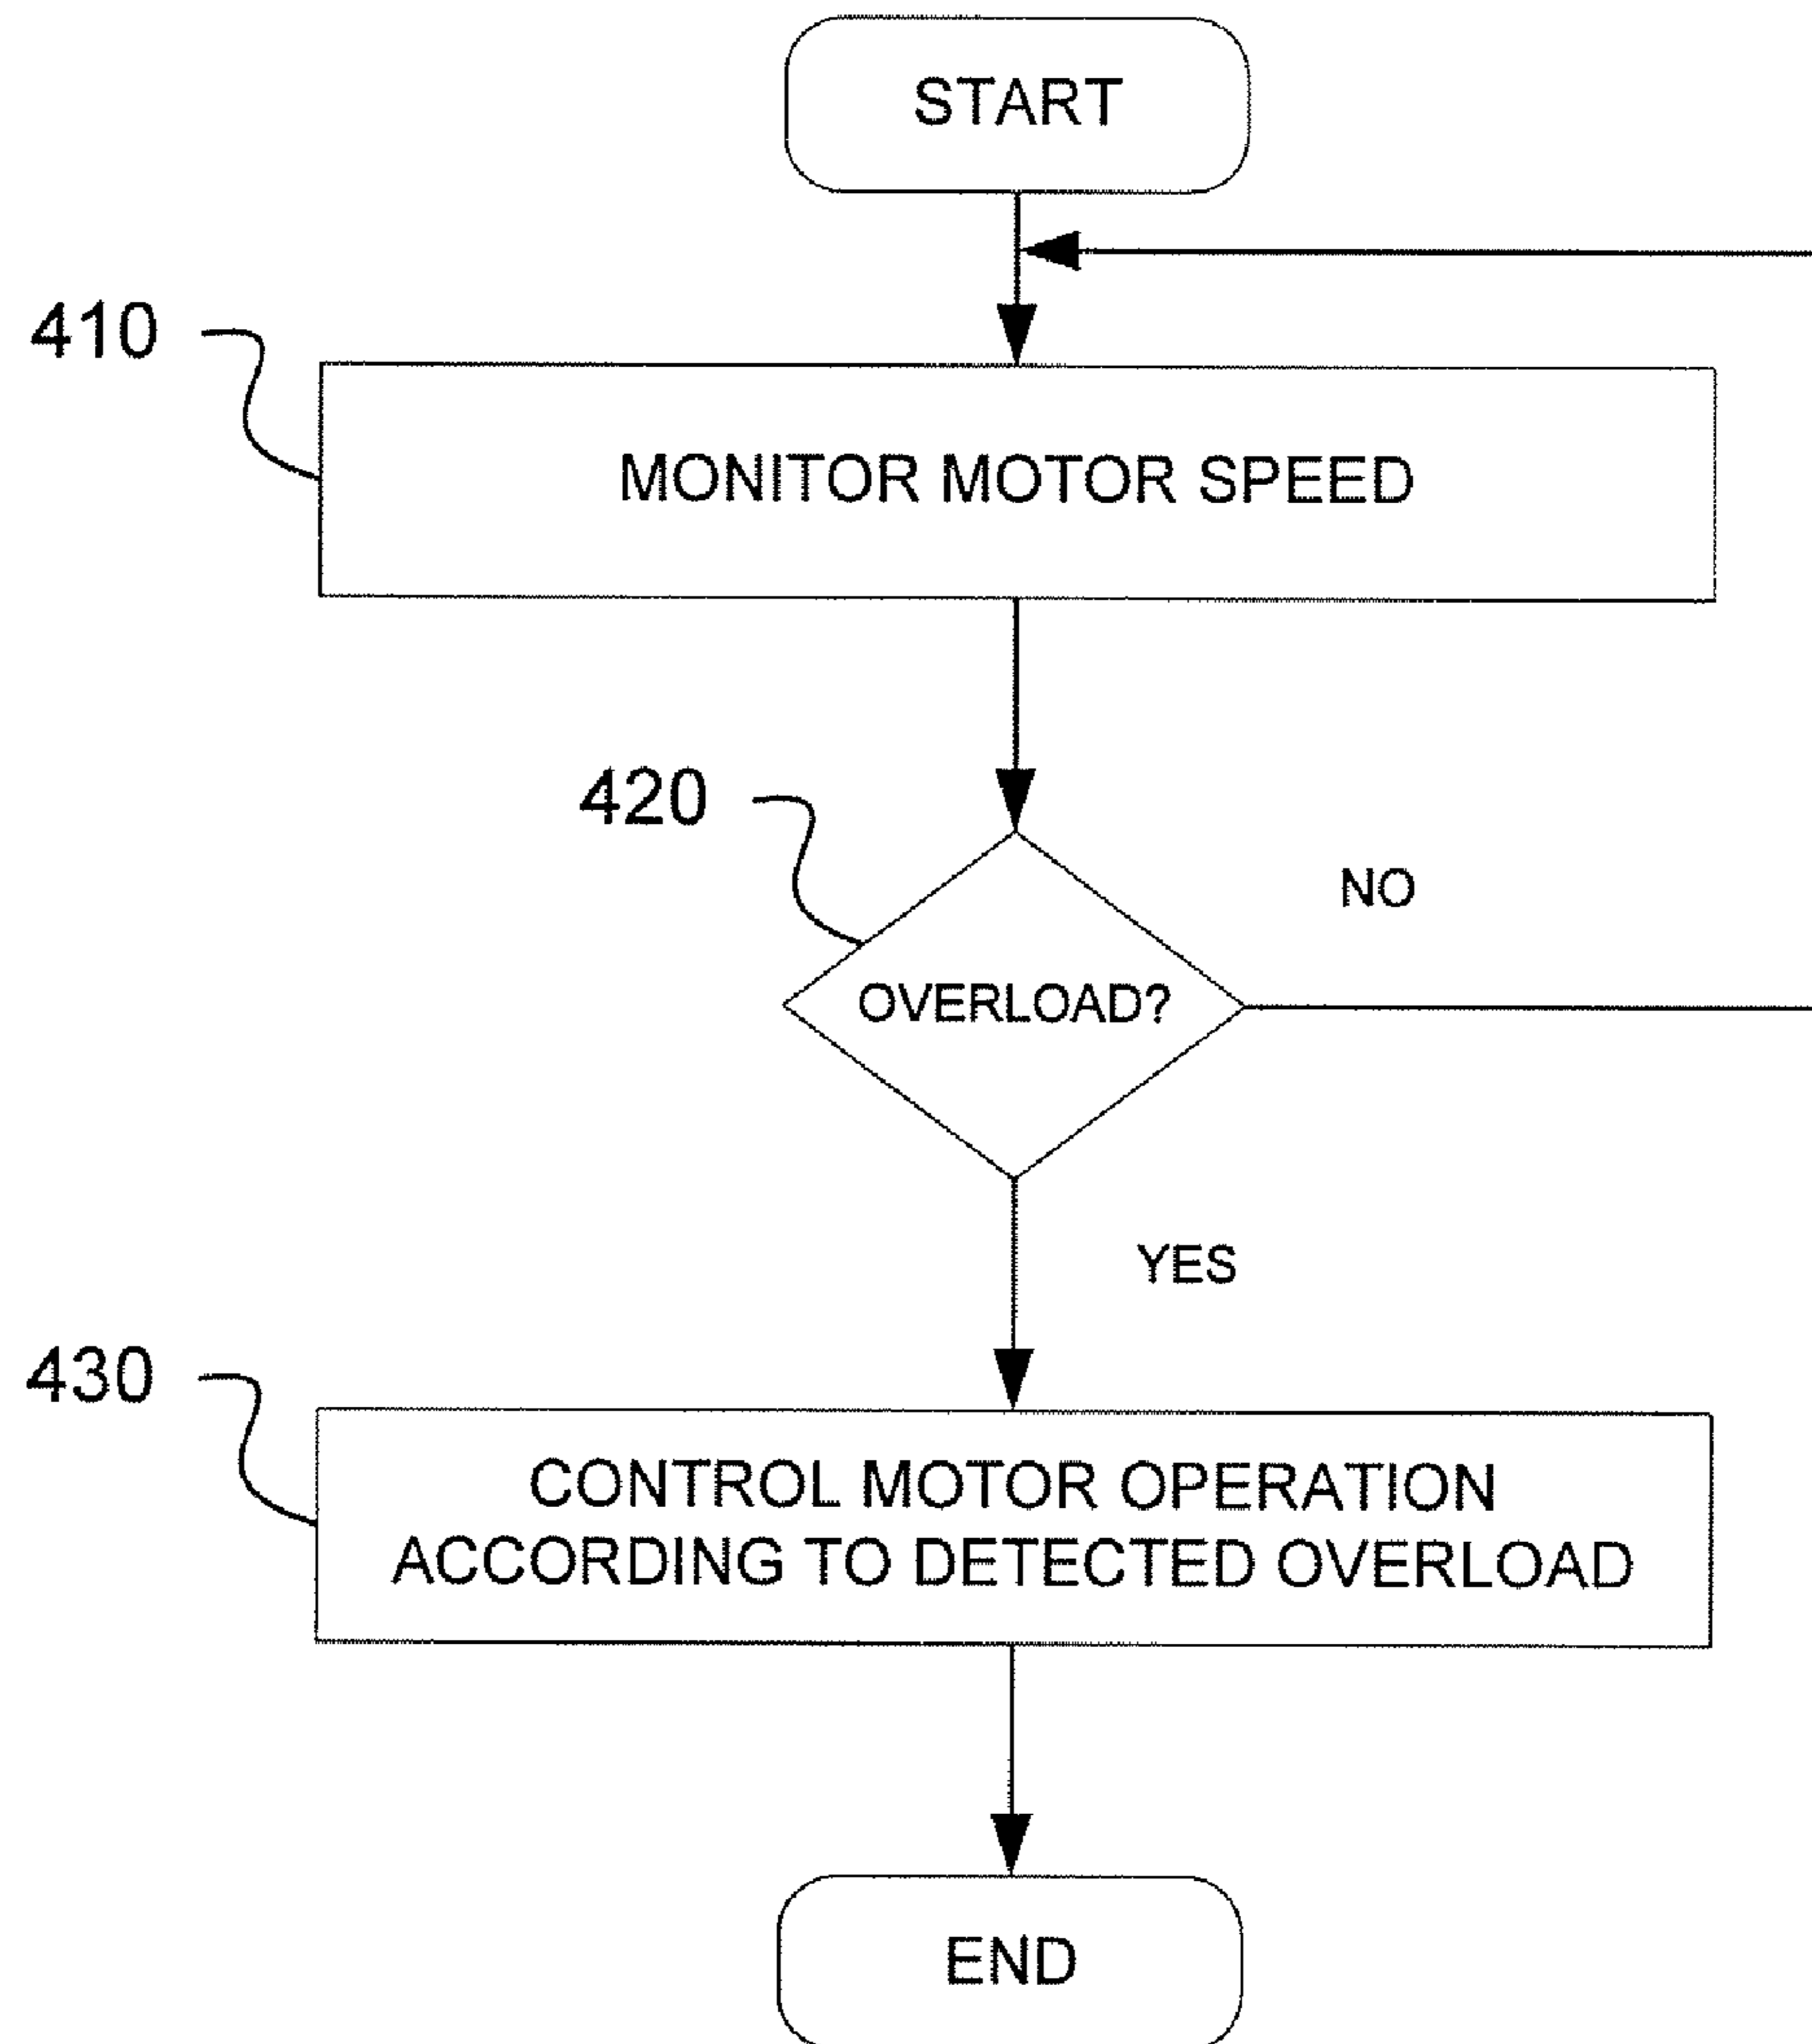 START
410
MONITOR MOTOR SPEED
420
NO
OVERLOAD?
YES
430
CONTROL MOTOR OPERATION
ACCORDING TO DETECTED OVERLOAD
END